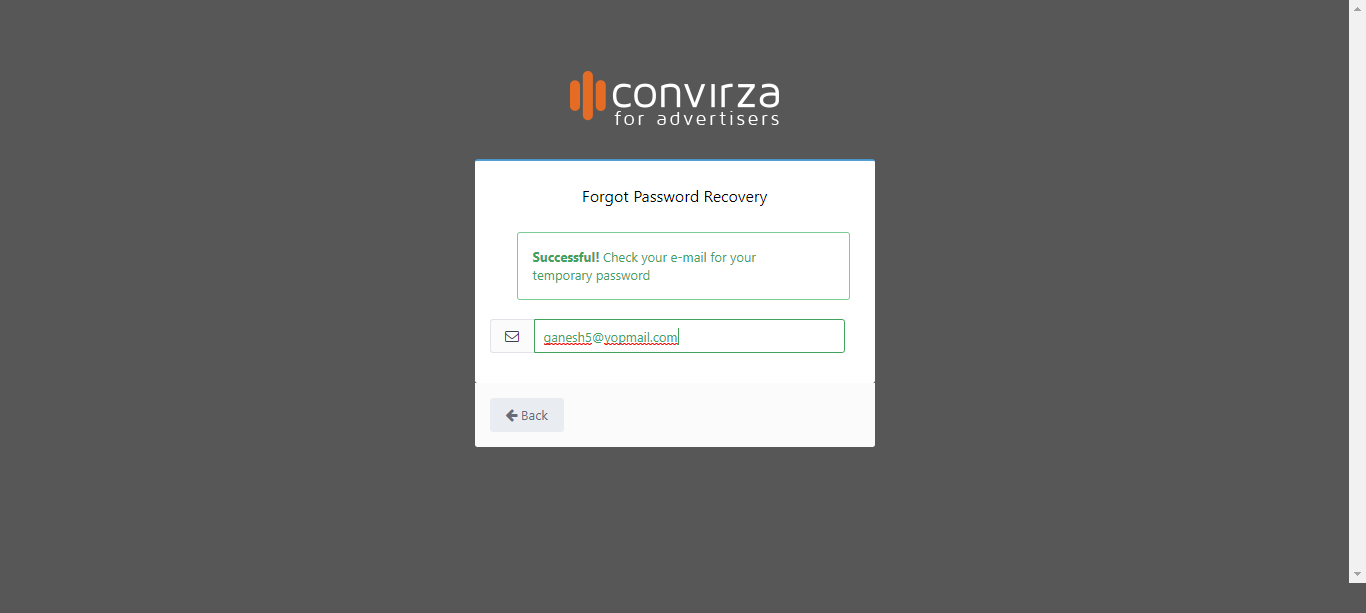 convirza
for advertisers
Forgot Password Recovery
Successful! Check your e-mail for your
temporary password
ganesh5@yopmail.com
Back